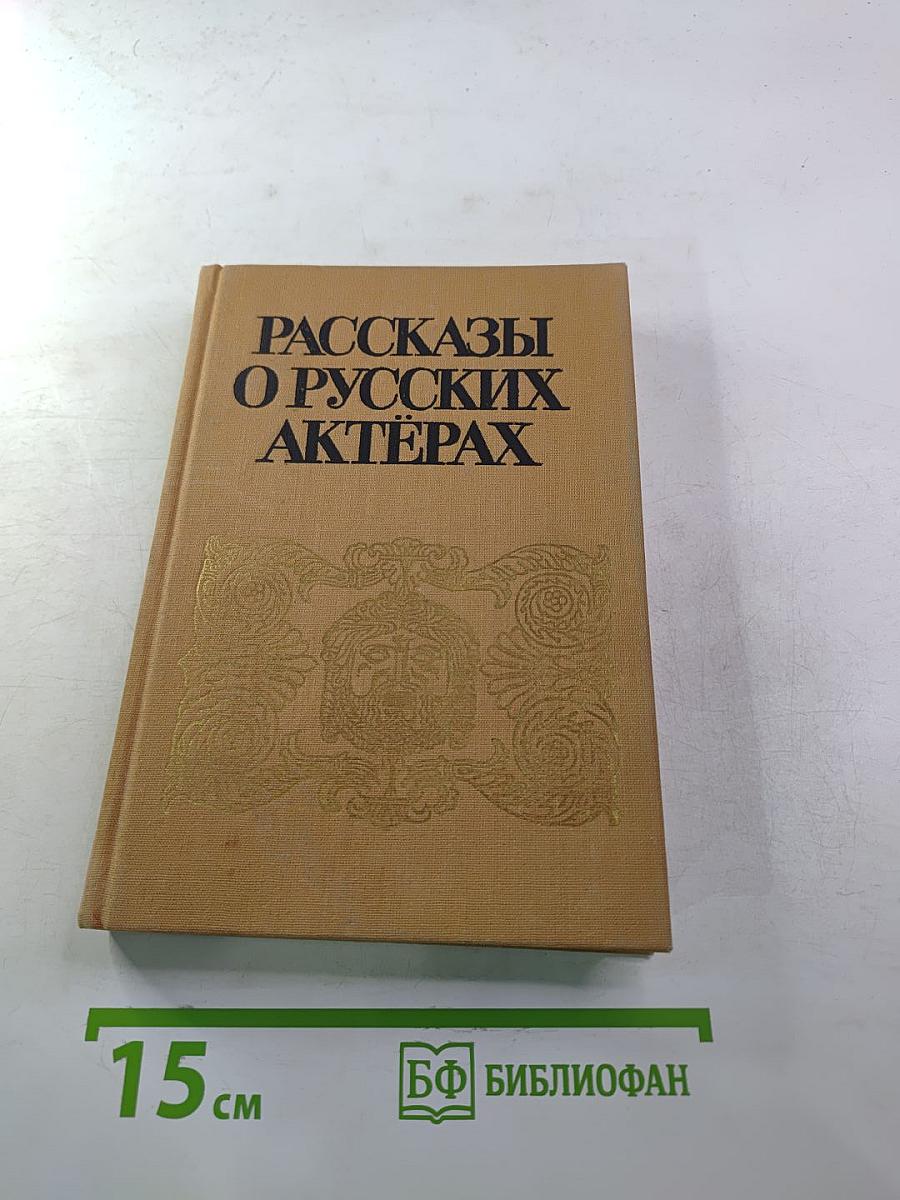 РАССКАЗЫ
О РУССКИХ
АКТЁРАХ
15 см
БФ БИБЛИОФАН